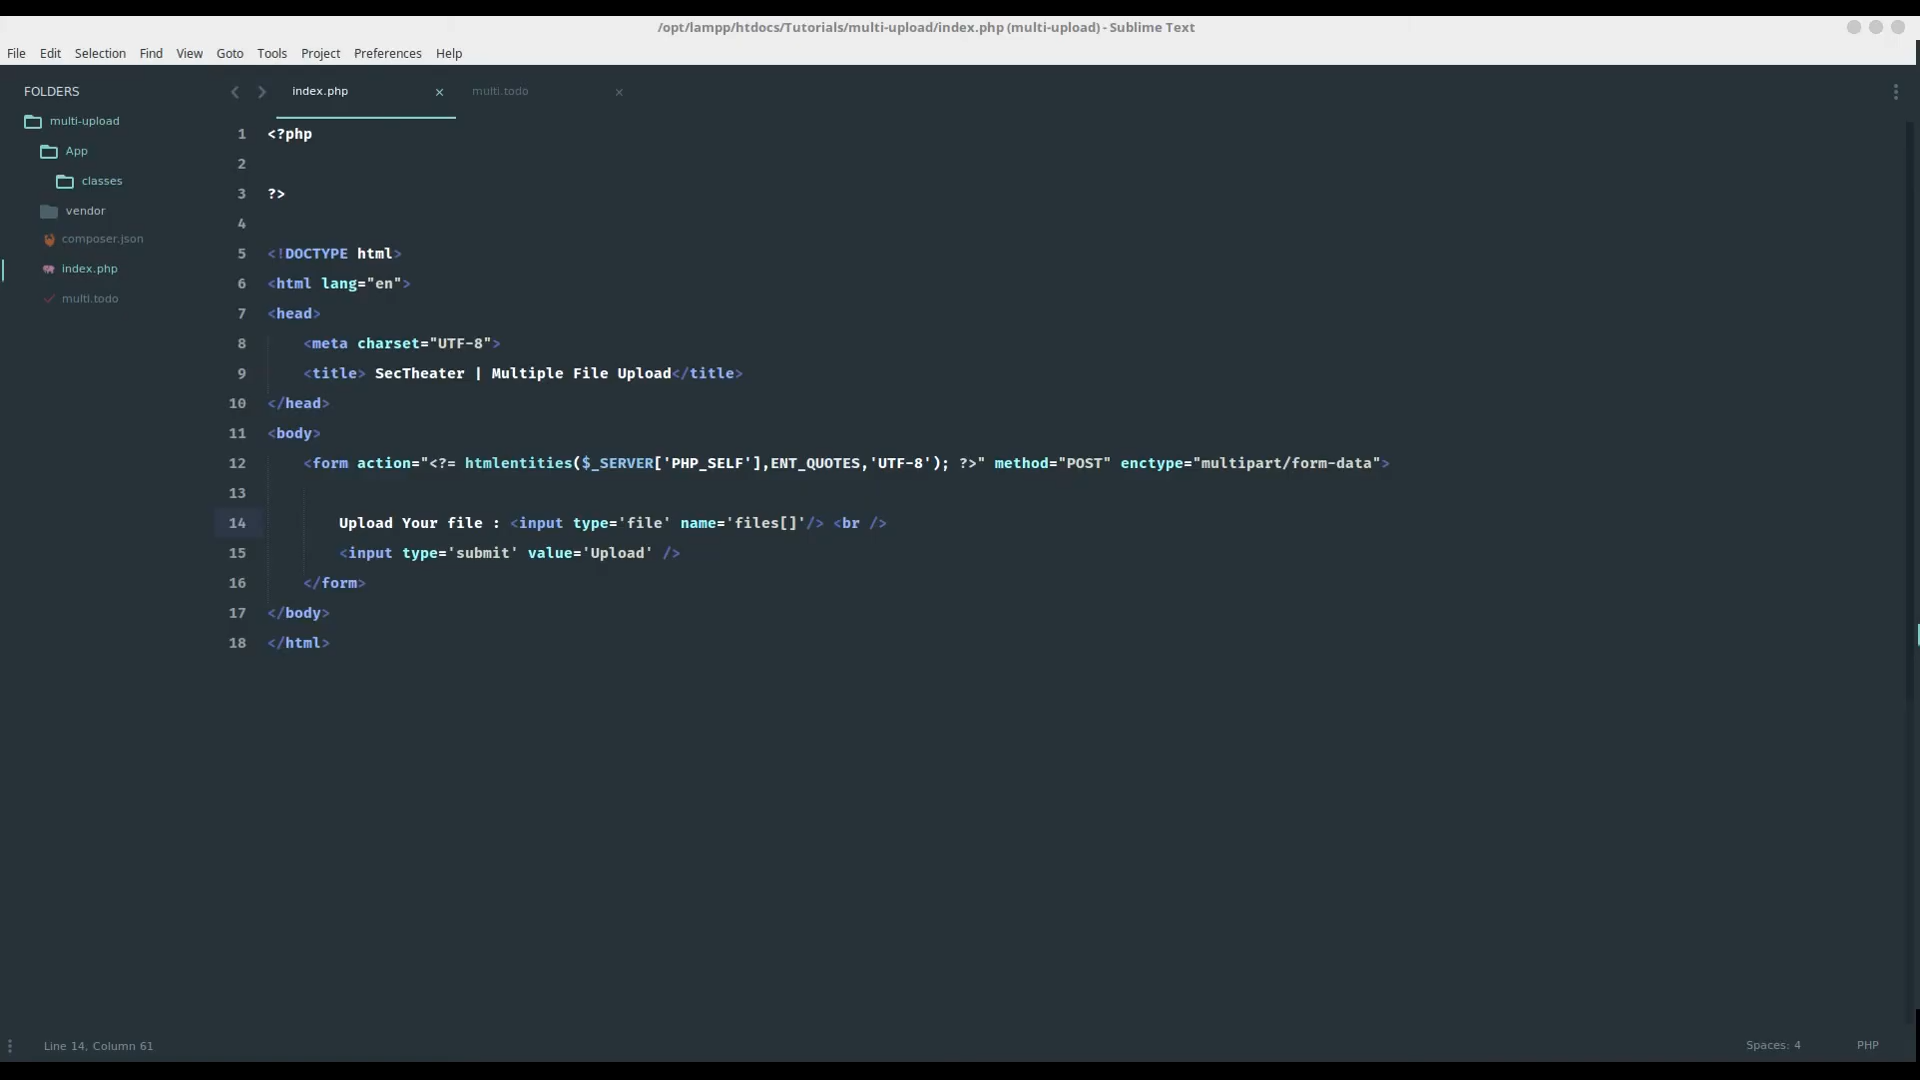 /opt/lampp/htdocs/Tutorials/multi-upload/index.php (multi-upload) - Sublime Text
File Edit Selection Find View Goto Tools Project Preferences Help
FOLDERS
multi-upload
App
classes
vendor
composer.json
index.php
multi.todo
index.php × multi.todo ×
1 <?php
2
3 ?>
4
5 <!DOCTYPE html>
6 <html lang="en">
7 <head>
8 <meta charset="UTF-8">
9 <title> SecTheater | Multiple File Upload</title>
10 </head>
11 <body>
12 <form action="<?= htmlentities($_SERVER['PHP_SELF'],ENT_QUOTES,'UTF-8'); ?>" method="POST" enctype="multipart/form-data">
13
14 Upload Your file : <input type='file' name='files[]'/> <br />
15 <input type='submit' value='Upload' />
16 </form>
17 </body>
18 </html>
Line 14, Column 61 Spaces: 4 PHP